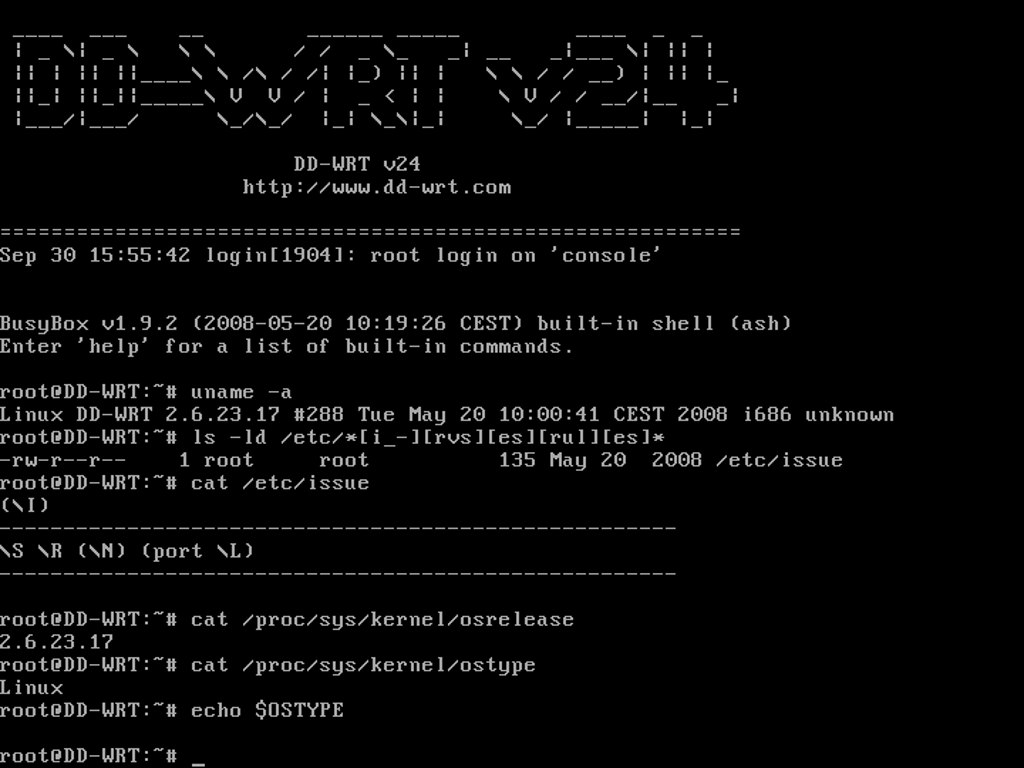 DD-WRT v24
DD-WRT v24
http://www.dd-wrt.com
==========================================================
Sep 30 15:55:42 login[1904]: root login on 'console'
BusyBox v1.9.2 (2008-05-20 10:19:26 CEST) built-in shell (ash)
Enter 'help' for a list of built-in commands.
root@DD-WRT:~# uname -a
Linux DD-WRT 2.6.23.17 #288 Tue May 20 10:00:41 CEST 2008 i686 unknown
root@DD-WRT:~# ls -ld /etc/*[i_-][rvs][es][rul][es]*
-rw-r--r--    1 root     root          135 May 20  2008 /etc/issue
root@DD-WRT:~# cat /etc/issue
(\I)
-----------------------------------------------------
\S \R (\N) (port \L)
-----------------------------------------------------
root@DD-WRT:~# cat /proc/sys/kernel/osrelease
2.6.23.17
root@DD-WRT:~# cat /proc/sys/kernel/ostype
Linux
root@DD-WRT:~# echo $OSTYPE
root@DD-WRT:~# _